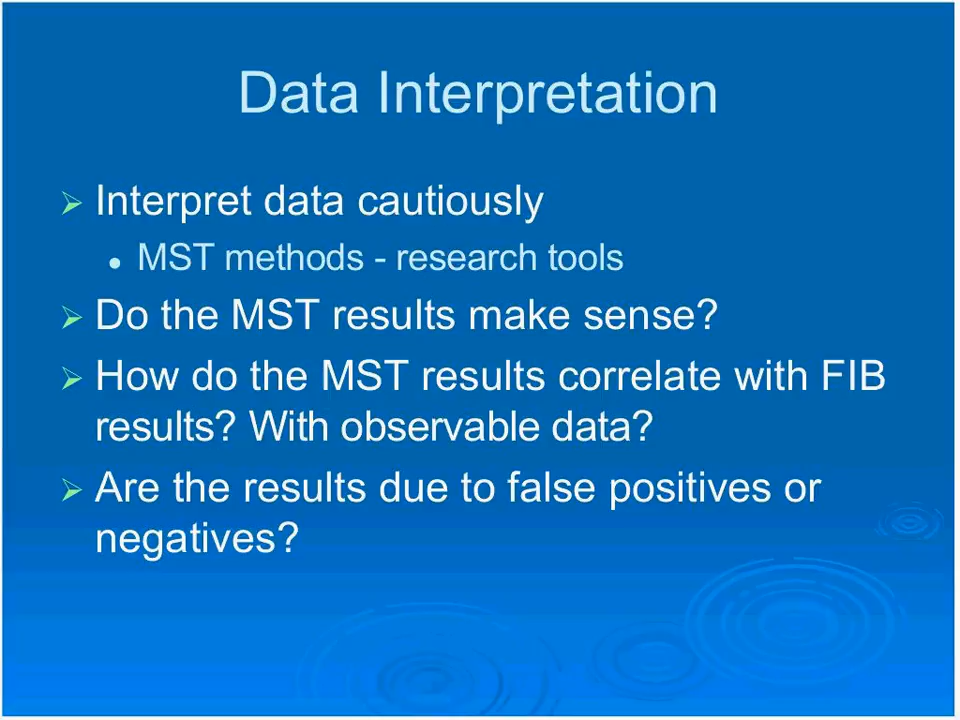 Data Interpretation
Interpret data cautiously
MST methods - research tools
Do the MST results make sense?
How do the MST results correlate with FIB
results? With observable data?
Are the results due to false positives or
negatives?